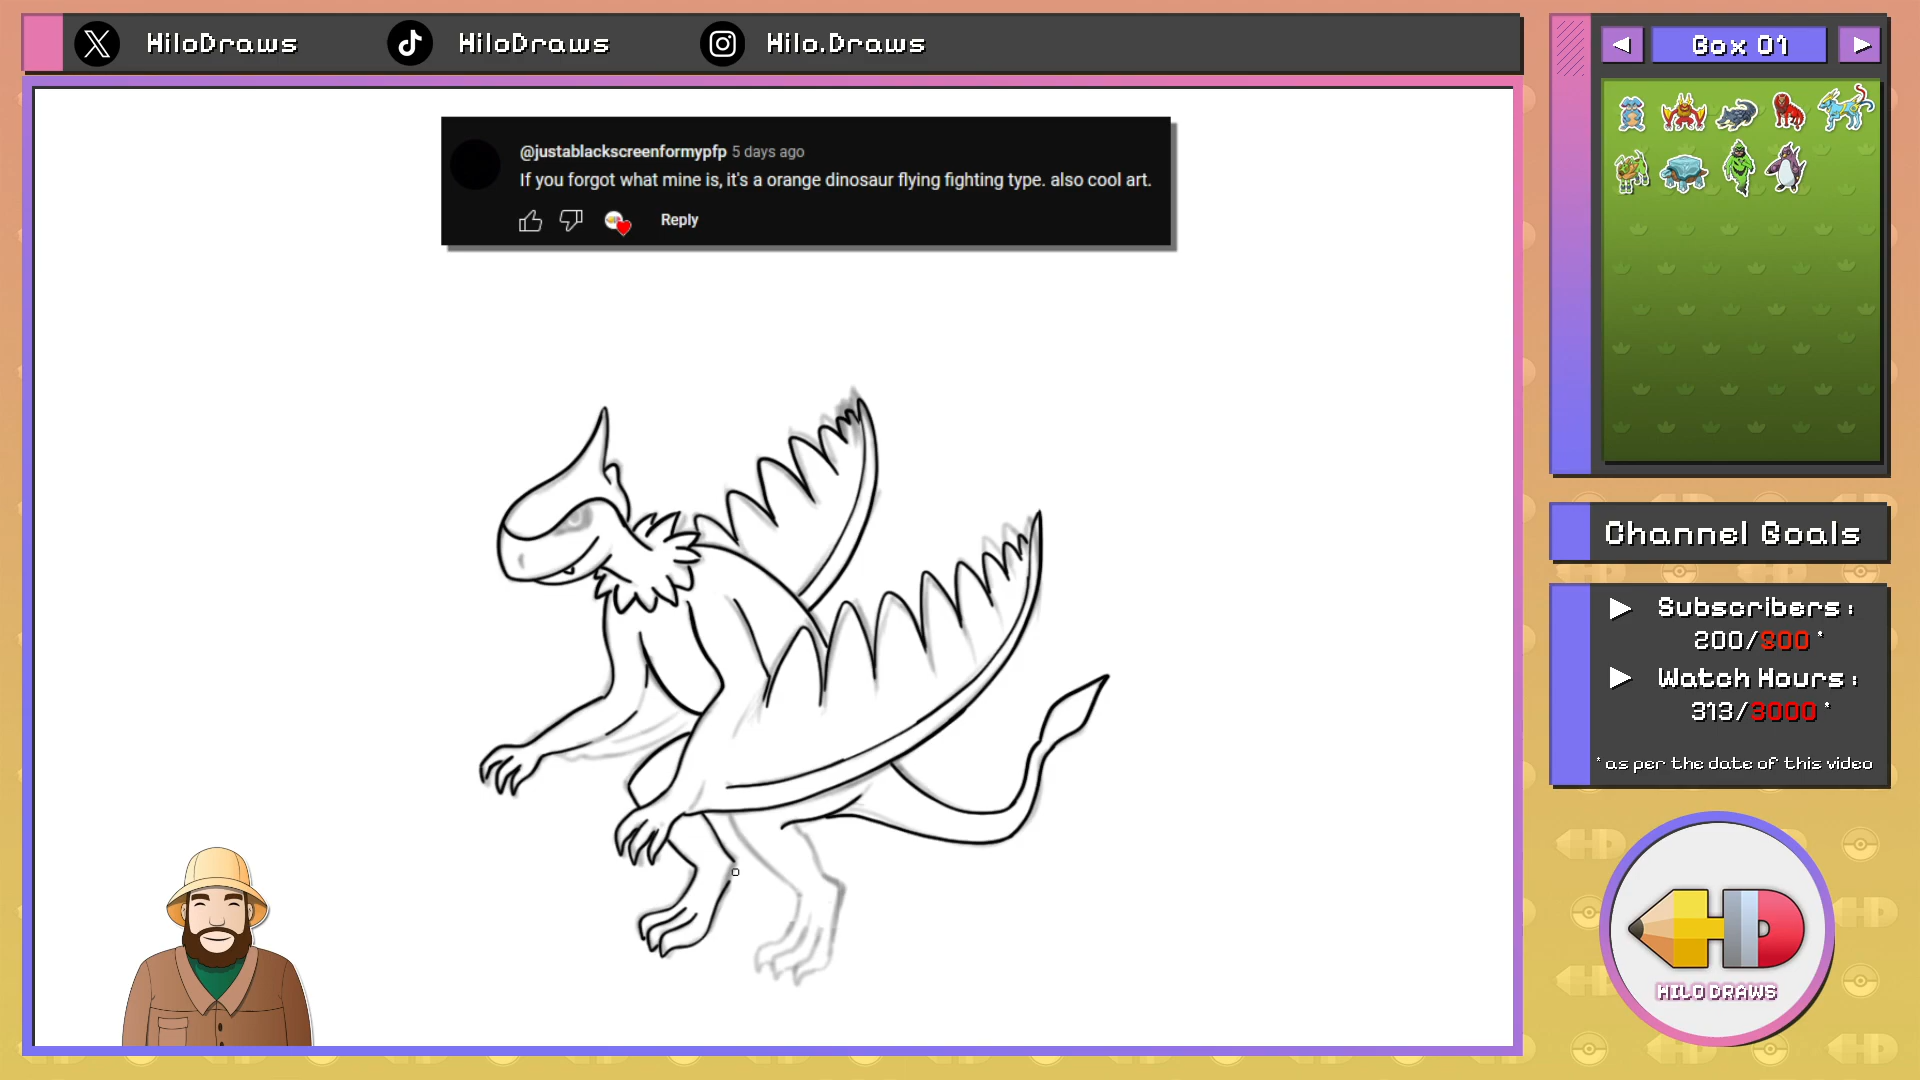 HiloDraws
HiloDraws
Hilo.Draws
Box 01
@justablackscreenformypfp 5 days ago
If you forgot what mine is, it's a orange dinosaur flying fighting type. also cool art.
Reply
Channel Goals
Subscribers :
200/300 *
Watch Hours :
313/3000 *
* as per the date of this video
HD
HILO DRAWS